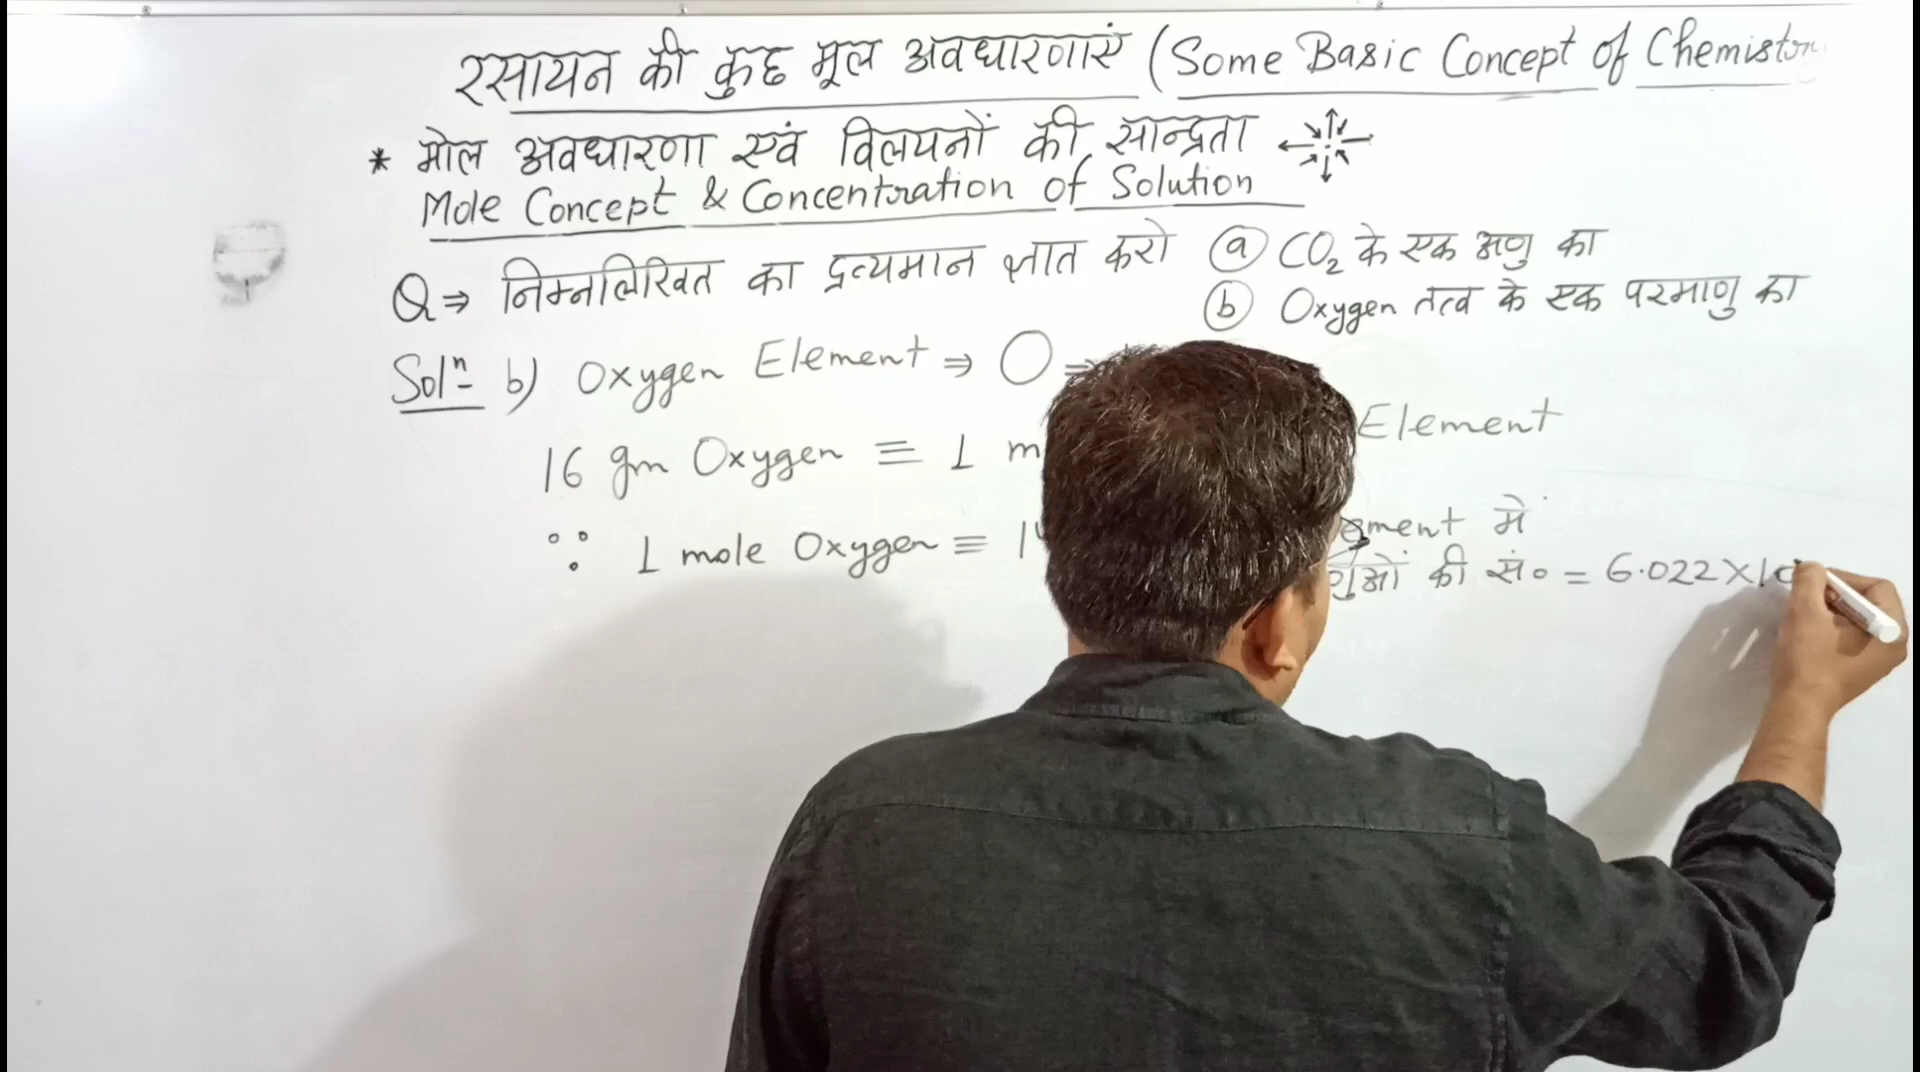 रसायन की कुछ मूल अवधारणाएं (Some Basic Concept of Chemistry
* मोल अवधारणा एवं विलयनों की सान्द्रता
Mole Concept & Concentration of Solution
Q ⇒ निम्नलिखित का द्रव्यमान ज्ञात करो (a) CO₂ के एक अणु का
(b) Oxygen तत्व के एक परमाणु का
Solⁿ b) Oxygen Element ⇒ O ⇒
16 gm Oxygen ≡ 1 m Element
∵ 1 mole Oxygen ≡ 1 ement में
की सं० = 6.022×10